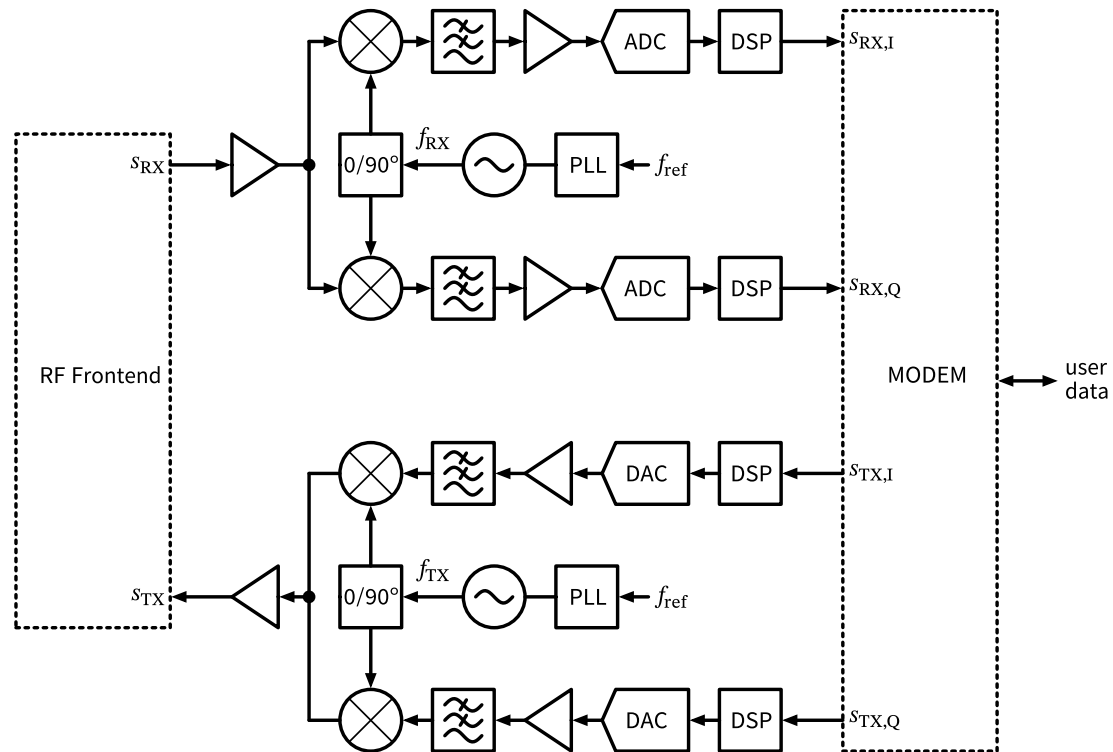 ADC DSP s_RX,I
s_RX 0/90° f_RX PLL f_ref
ADC DSP s_RX,Q
RF Frontend MODEM user
data
DAC DSP s_TX,I
s_TX 0/90° f_TX PLL f_ref
DAC DSP s_TX,Q